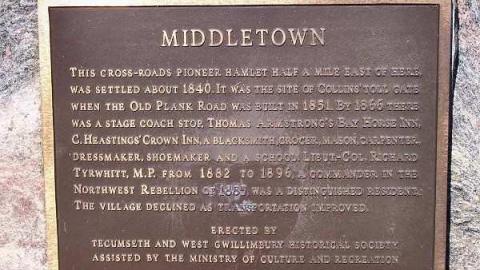 MIDDLETOWN
THIS CROSS-ROADS PIONEER HAMLET HALF A MILE EAST OF HERE,
WAS SETTLED ABOUT 1840. IT WAS THE SITE OF COLLINS' TOLL GATE
WHEN THE OLD PLANK ROAD WAS BUILT IN 1851. BY 1866 THERE
WAS A STAGE COACH STOP, THOMAS ARMSTRONG'S BAY HORSE INN,
C. HEASTINGS' CROWN INN, A BLACKSMITH, GROCER, MASON, CARPENTER,
DRESSMAKER, SHOEMAKER AND A SCHOOL. LIEUT-COL. RICHARD
TYRWHITT, M.P. FROM 1882 TO 1896, A COMMANDER IN THE
NORTHWEST REBELLION OF 1885, WAS A DISTINGUISHED RESIDENT.
THE VILLAGE DECLINED AS TRANSPORTATION IMPROVED.
ERECTED BY
TECUMSETH AND WEST GWILLIMBURY HISTORICAL SOCIETY
ASSISTED BY THE MINISTRY OF CULTURE AND RECREATION